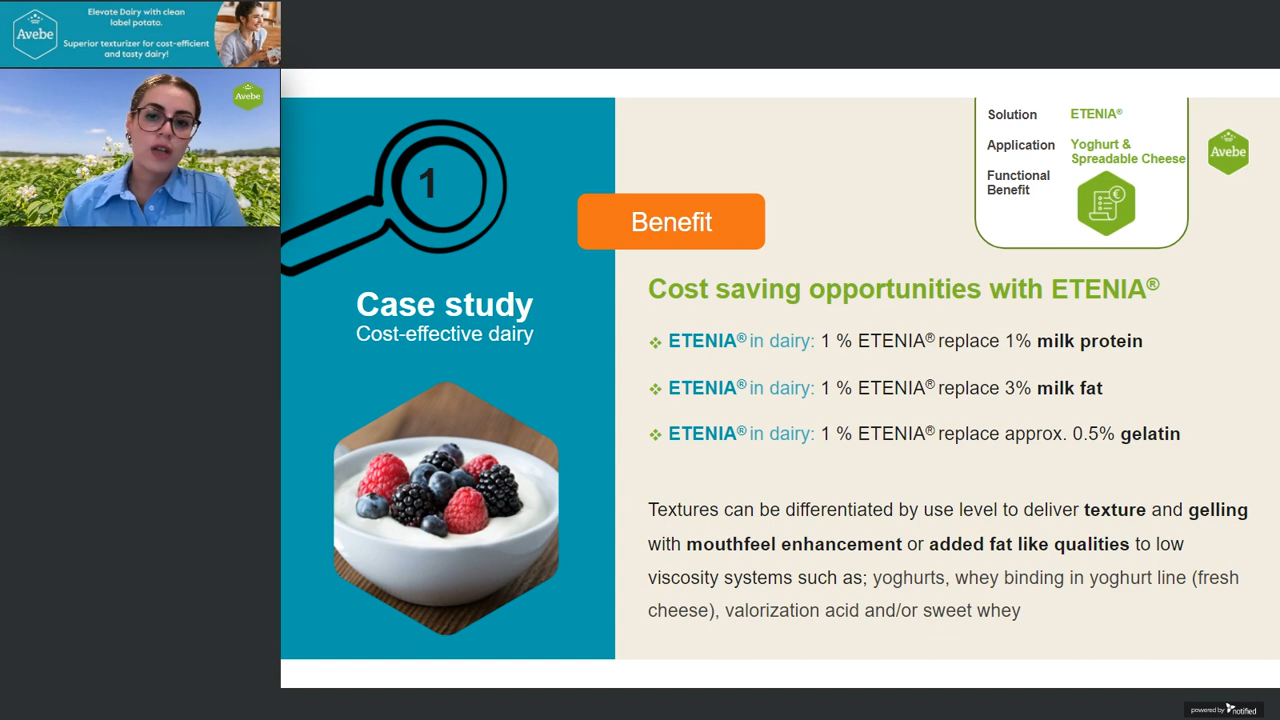 Elevate Dairy with clean
label potato.
Superior texturizer for cost-efficient
and tasty dairy!
Avebe
Avebe
1
Case study
Cost-effective dairy
Benefit
Solution ETENIA®
Application Yoghurt &
Spreadable Cheese
Functional
Benefit
€
Avebe
Cost saving opportunities with ETENIA®
❖ ETENIA® in dairy: 1 % ETENIA® replace 1% milk protein
❖ ETENIA® in dairy: 1 % ETENIA® replace 3% milk fat
❖ ETENIA® in dairy: 1 % ETENIA® replace approx. 0.5% gelatin
Textures can be differentiated by use level to deliver texture and gelling
with mouthfeel enhancement or added fat like qualities to low
viscosity systems such as; yoghurts, whey binding in yoghurt line (fresh
cheese), valorization acid and/or sweet whey
powered by notified